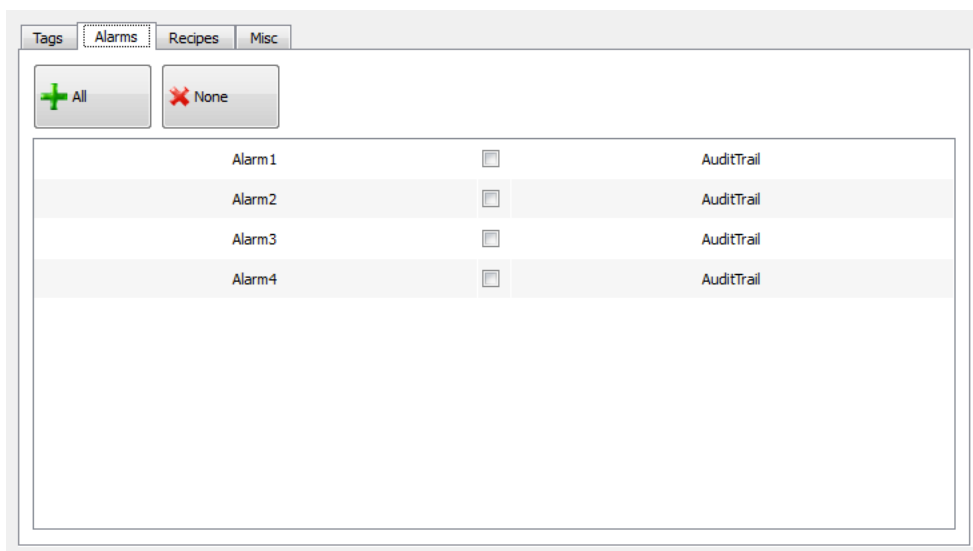 Tags Alarms Recipes Misc
All None
Alarm1 AuditTrail
Alarm2 AuditTrail
Alarm3 AuditTrail
Alarm4 AuditTrail